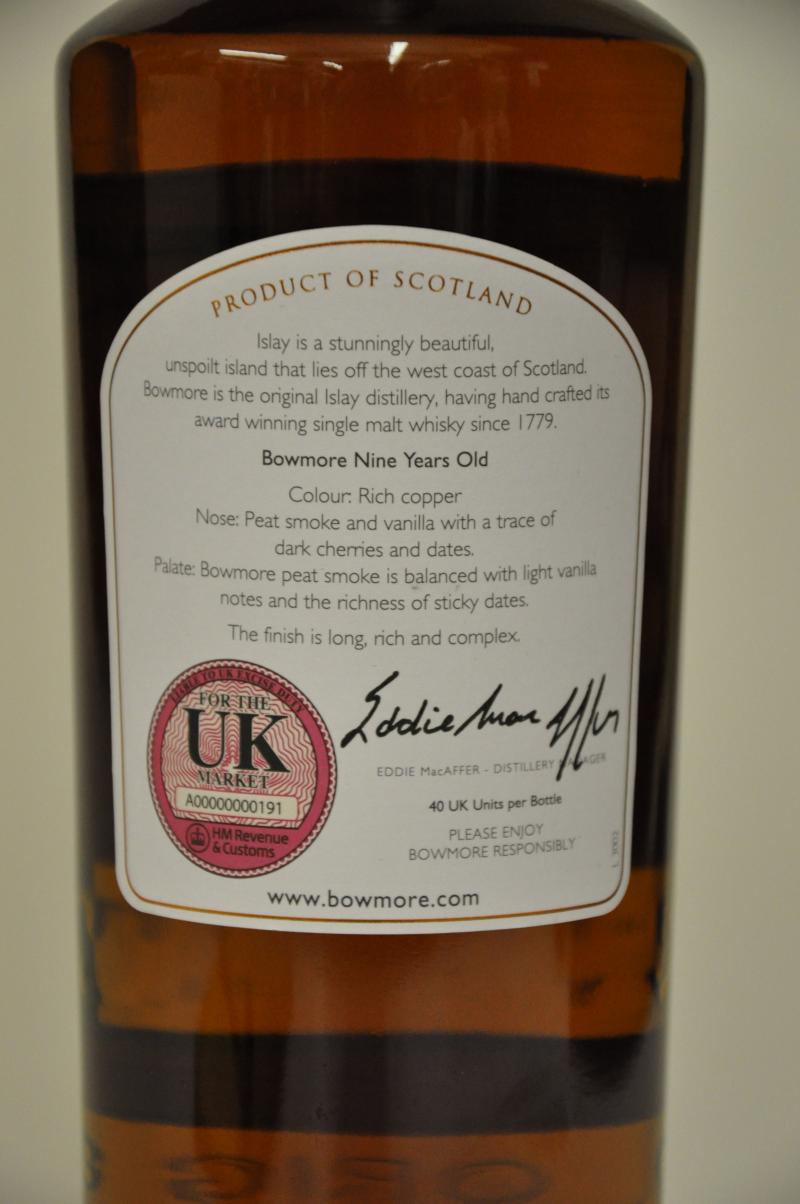 PRODUCT OF SCOTLAND
Islay is a stunningly beautiful,
unspoilt island that lies off the west coast of Scotland.
Bowmore is the original Islay distillery, having hand crafted its
award winning single malt whisky since 1779.
Bowmore Nine Years Old
Colour: Rich copper
Nose: Peat smoke and vanilla with a trace of
dark cherries and dates.
Palate: Bowmore peat smoke is balanced with light vanilla
notes and the richness of sticky dates.
The finish is long, rich and complex.
LIABLE TO UK EXCISE DUTY
FOR THE
UK
MARKET
A00000000191
HM Revenue
& Customs
Eddie MacAffer
EDDIE MacAFFER - DISTILLERY MANAGER
40 UK Units per Bottle
PLEASE ENJOY
BOWMORE RESPONSIBLY
www.bowmore.com